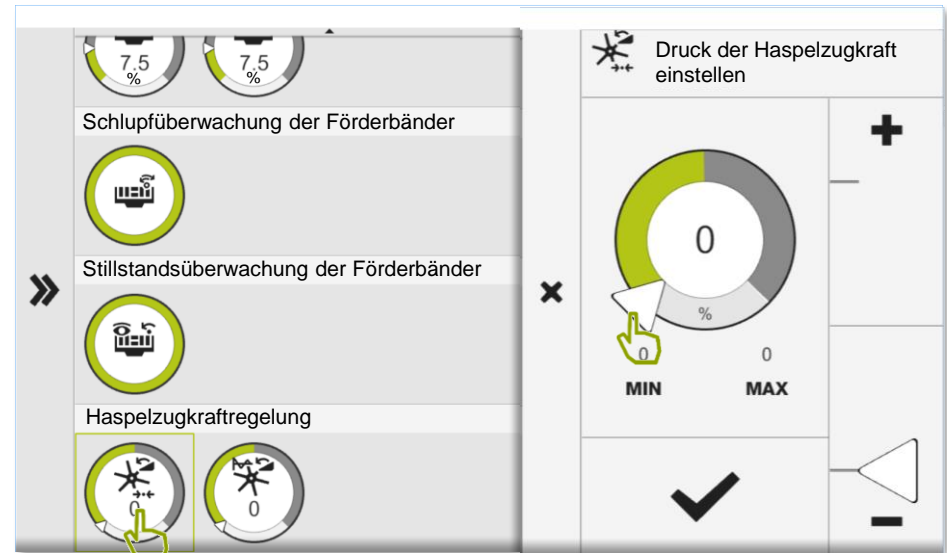 7.5
%
7.5
%
Schlupfüberwachung der Förderbänder
Stillstandsüberwachung der Förderbänder
Haspelzugkraftregelung
0
0
Druck der Haspelzugkraft
einstellen
0
%
0
0
MIN
MAX